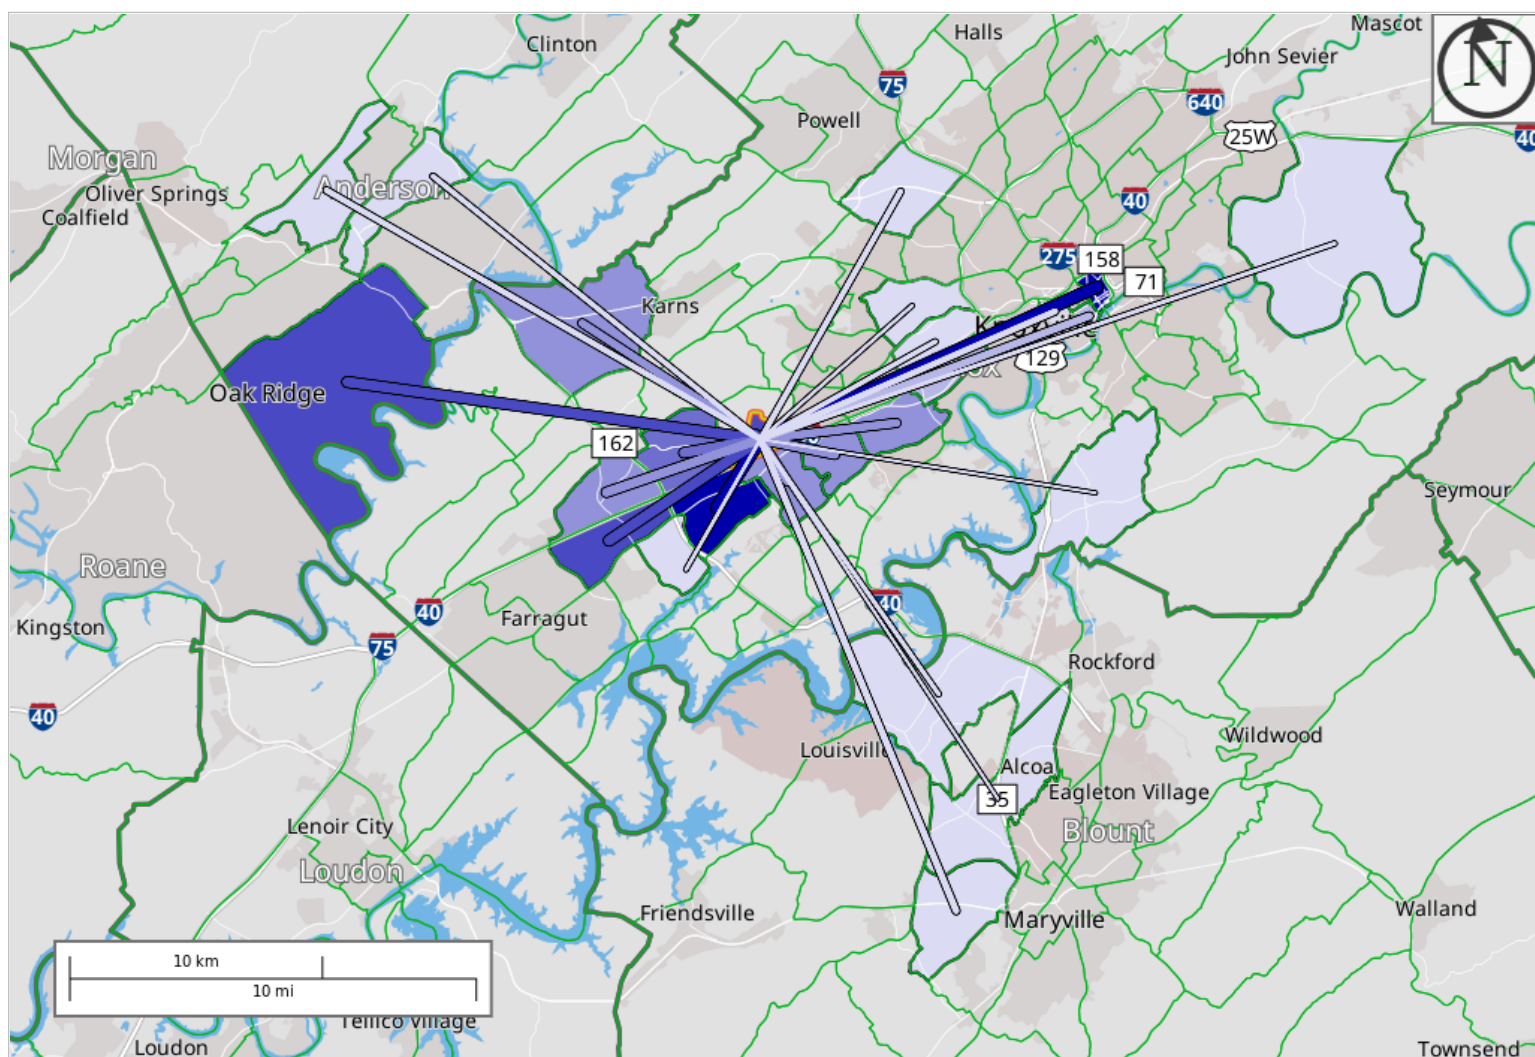 Mascot
Halls
Clinton
John Sevier
N
75
640
Powell
25W
40
Morgan
Oliver Springs
Anderson
40
Coalfield
275
158
71
Karns
129
Oak Ridge
162
Seymour
Roane
40
40
Farragut
Kingston
75
Rockford
40
Wildwood
Louisville
Alcoa
Eagleton Village
35
Lenoir City
Blount
Loudon
Friendsville
Maryville
Walland
10 km
10 mi
Tellico Village
Loudon
Townsend